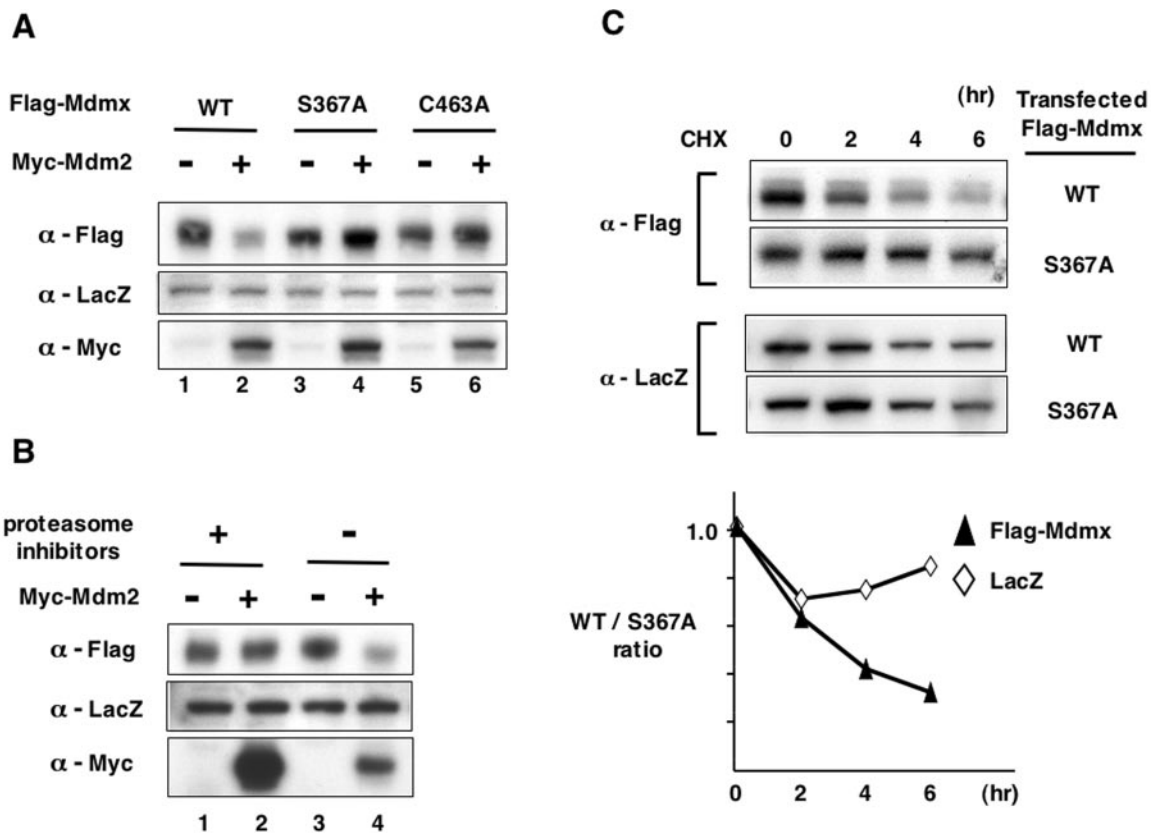 A
Flag-Mdmx WT S367A C463A
Myc-Mdm2 - + - + - +
α - Flag
α - LacZ
α - Myc
1 2 3 4 5 6
B
proteasome
inhibitors + -
Myc-Mdm2 - + - +
α - Flag
α - LacZ
α - Myc
1 2 3 4
C
(hr) Transfected
Flag-Mdmx
CHX 0 2 4 6
α - Flag
WT
S367A
α - LacZ
WT
S367A
1.0
WT / S367A
ratio
Flag-Mdmx
LacZ
0 2 4 6 (hr)